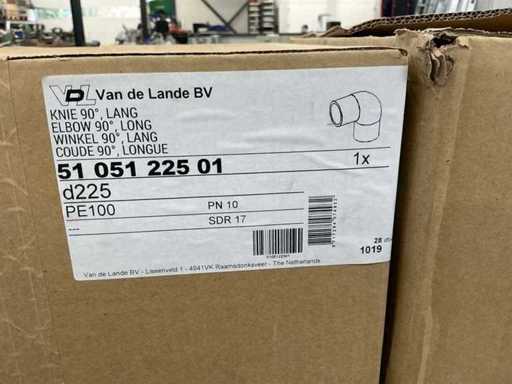 VDL Van de Lande BV
KNIE 90°, LANG
ELBOW 90°, LONG
WINKEL 90°, LANG
COUDE 90°, LONGUE
51 051 225 01
1x
d225
PE100 PN 10
--- SDR 17
28
1019
Van de Lande BV - Lissenveld 1 - 4941VK Raamsdonksveer - The Netherlands